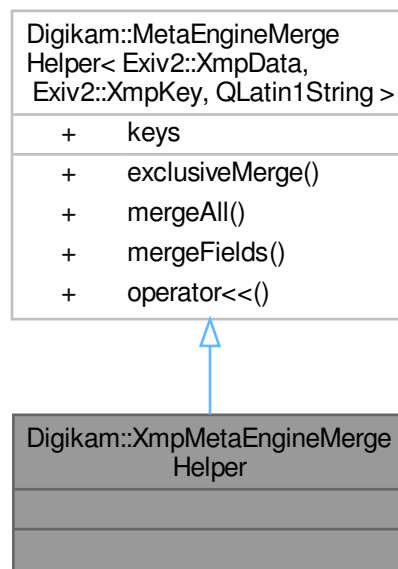 Digikam::MetaEngineMerge
Helper< Exiv2::XmpData,
 Exiv2::XmpKey, QLatin1String >
+ keys
+ exclusiveMerge()
+ mergeAll()
+ mergeFields()
+ operator<<()
Digikam::XmpMetaEngineMerge
Helper